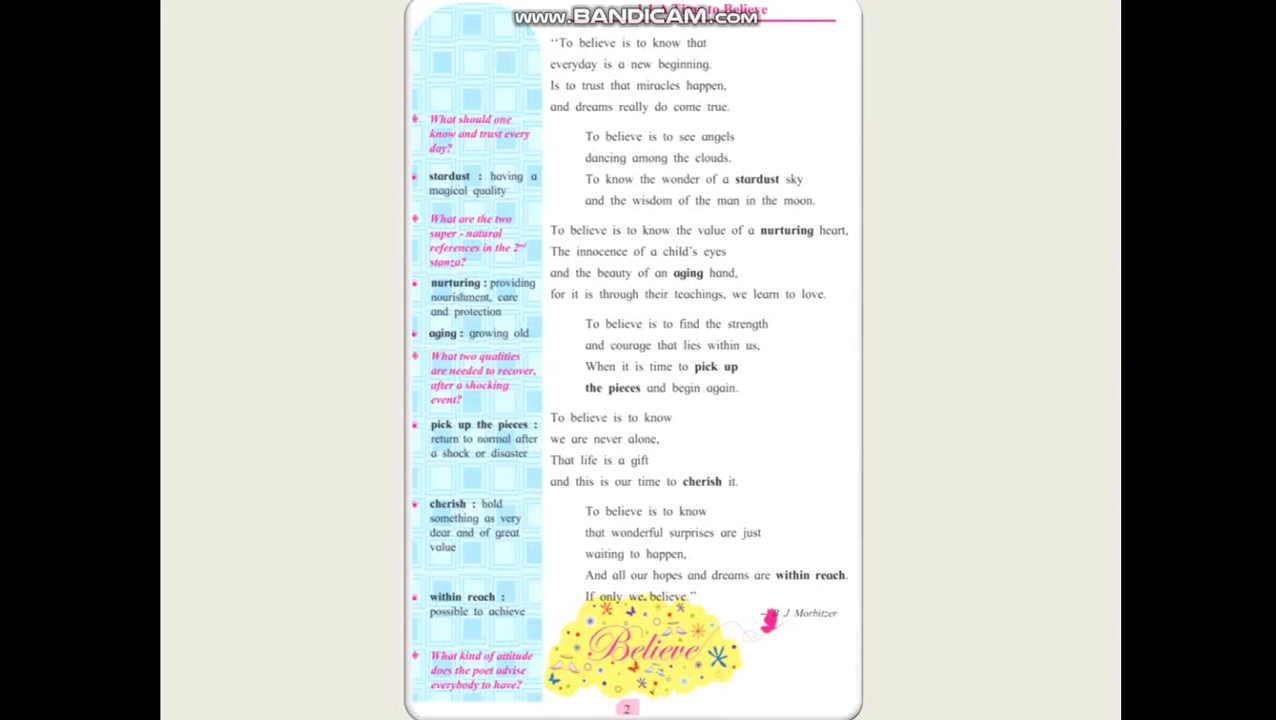 www.BANDICAM.com
to Believe
“To believe is to know that
everyday is a new beginning.
Is to trust that miracles happen,
and dreams really do come true.
To believe is to see angels
dancing among the clouds.
To know the wonder of a stardust sky
and the wisdom of the man in the moon.
To believe is to know the value of a nurturing heart,
The innocence of a child's eyes
and the beauty of an aging hand,
for it is through their teachings, we learn to love.
To believe is to find the strength
and courage that lies within us,
When it is time to pick up
the pieces and begin again.
To believe is to know
we are never alone,
That life is a gift
and this is our time to cherish it.
To believe is to know
that wonderful surprises are just
waiting to happen,
And all our hopes and dreams are within reach.
If only we believe.”
J Morbitzer
Believe
What should one
know and trust every
day?
stardust : having a
magical quality
What are the two
super - natural
references in the 2nd
stanza?
nurturing : providing
nourishment, care
and protection
aging : growing old
What two qualities
are needed to recover,
after a shocking
event?
pick up the pieces :
return to normal after
a shock or disaster
cherish : hold
something as very
dear and of great
value
within reach :
possible to achieve
What kind of attitude
does the poet advise
everybody to have?
2